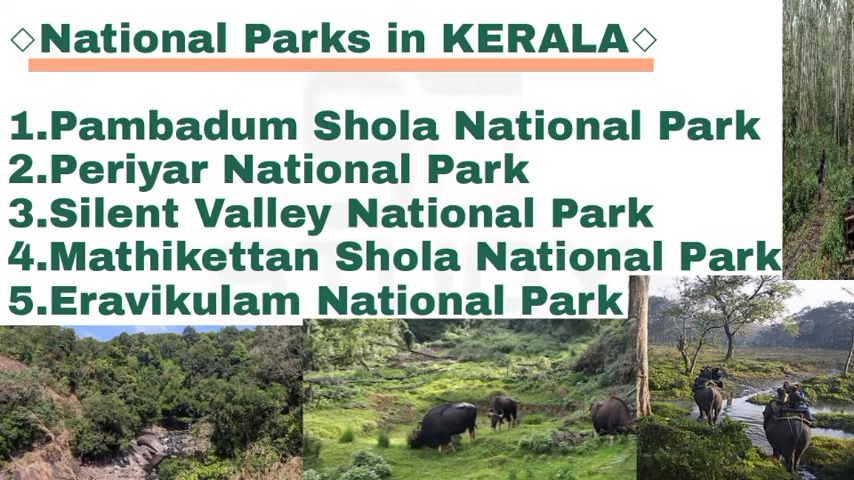 ◇National Parks in KERALA◇
1.Pambadum Shola National Park
2.Periyar National Park
3.Silent Valley National Park
4.Mathikettan Shola National Park
5.Eravikulam National Park